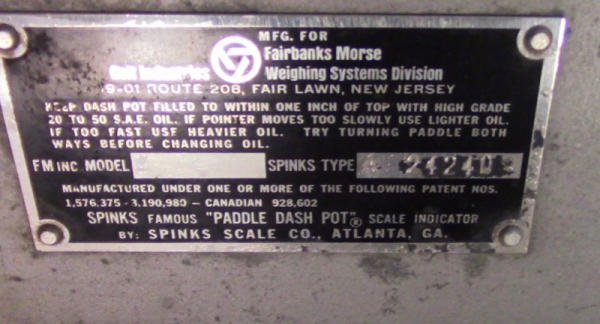 MFG. FOR
Fairbanks Morse
Colt Industries Weighing Systems Division
19-01 ROUTE 208, FAIR LAWN, NEW JERSEY
KEEP DASH POT FILLED TO WITHIN ONE INCH OF TOP WITH HIGH GRADE
20 TO 50 S.A.E. OIL. IF POINTER MOVES TOO SLOWLY USE LIGHTER OIL.
IF TOO FAST USE HEAVIER OIL. TRY TURNING PADDLE BOTH
WAYS BEFORE CHANGING OIL.
FM INC MODEL SPINKS TYPE
MANUFACTURED UNDER ONE OR MORE OF THE FOLLOWING PATENT NOS.
1,576,375 - 3,190,980 - CANADIAN 928,602
SPINKS FAMOUS "PADDLE DASH POT"® SCALE INDICATOR
BY: SPINKS SCALE CO., ATLANTA, GA.